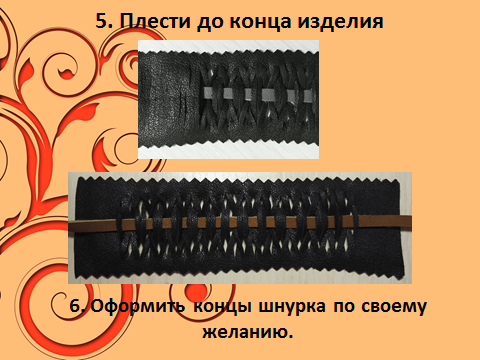 5. Плести до конца изделия
6. Оформить концы шнурка по своему
желанию.